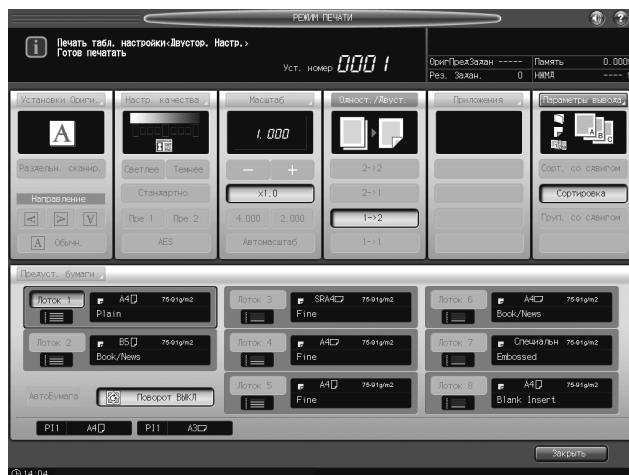 РЕЖИМ ПЕЧАТИ
Печать табл. настройки<Двустор. Настр.>
Готов печатать
Уст. номер 0001
ОригПредЗадан -----
Память 0.000
Рез. Задан. 0
НЖМД ----
Установки Ориги.
Настр. качества
Масштаб
Одност./Двуст.
Приложения
Параметры вывода
A
1.000
A B C
Раздельн. сканир.
Светлее Темнее
− +
2->2
Сорт. со сдвигом
Направление
Стандартно
x1.0
2->1
Сортировка
Пре 1 Пре 2
4.000 2.000
1->2
Груп. со сдвигом
A Обычн.
AES
Автомасштаб
1->1
Предуст. бумаги
Лоток 1 A4 75-91g/m2
Plain
Лоток 3 SRA4 75-91g/m2
Fine
Лоток 6 A4 75-91g/m2
Book/News
Лоток 2 B5 75-91g/m2
Book/News
Лоток 4 A4 75-91g/m2
Fine
Лоток 7 Специальн 75-91g/m2
Embossed
АвтоБумага
Поворот ВЫКЛ
Лоток 5 A4 75-91g/m2
Fine
Лоток 8 A4 75-91g/m2
Blank Insert
PI1 A4
PI1 A3
Закрыть
14:04